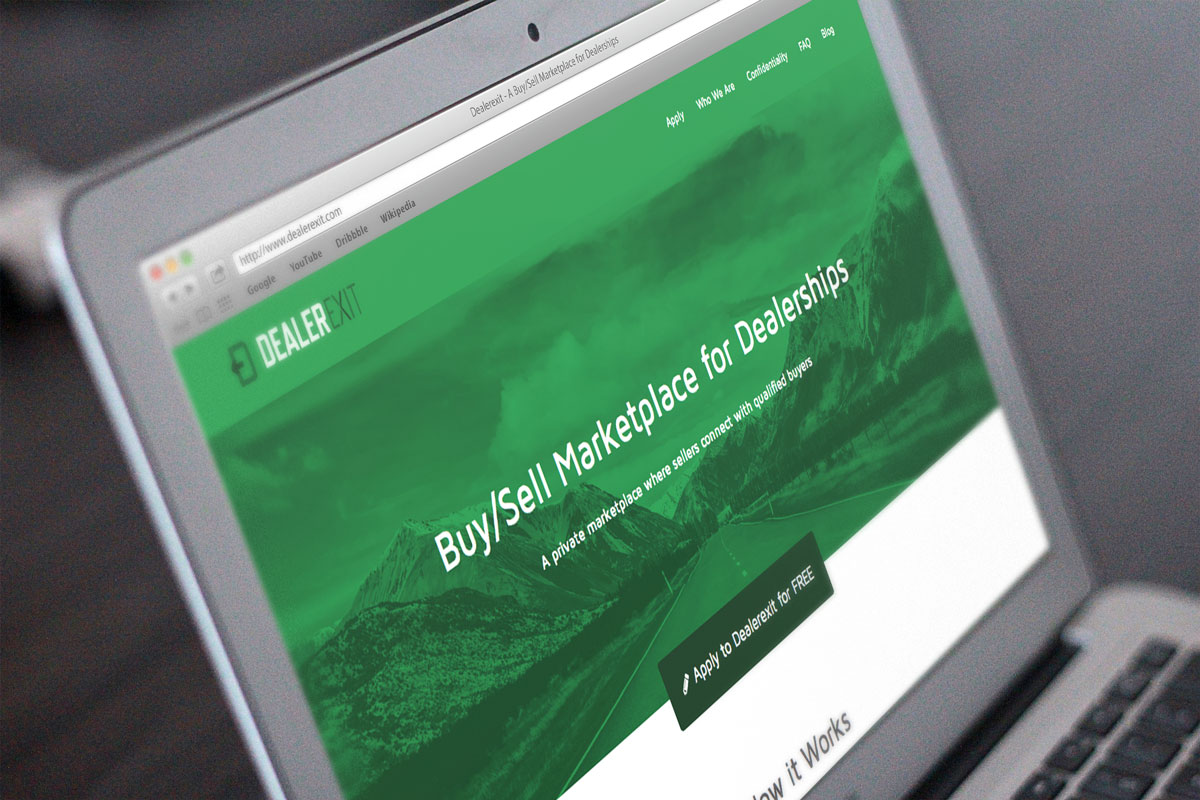 Dealerexit - A Buy/Sell Marketplace for Dealerships
http://www.dealerexit.com
Google YouTube Dribbble Wikipedia
DEALEREXIT
Apply Who We Are Confidentiality FAQ Blog
Buy/Sell Marketplace for Dealerships
A private marketplace where sellers connect with qualified buyers
Apply to Dealerexit for FREE
it Works